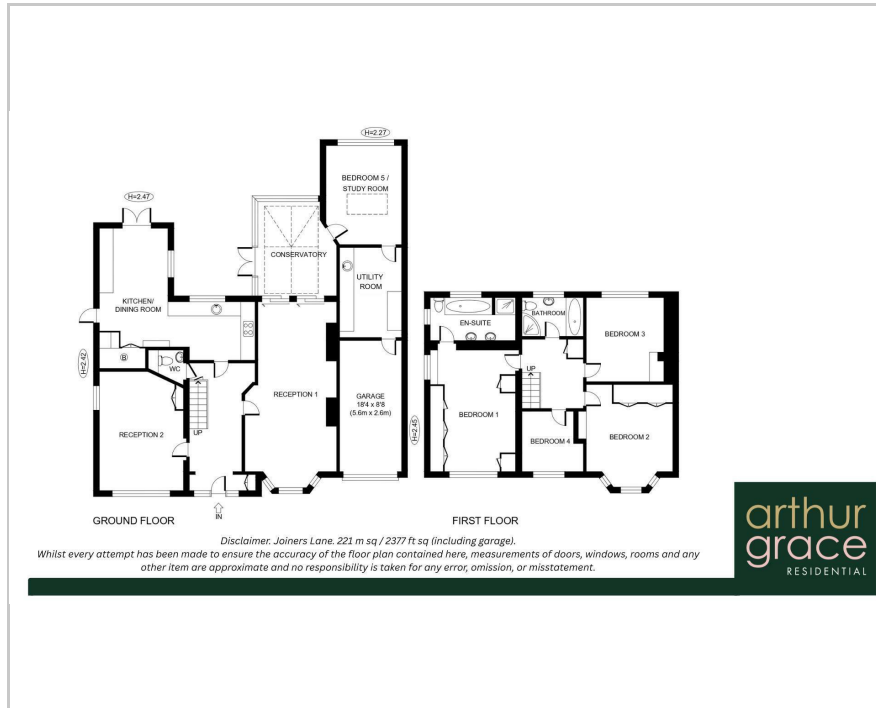 H=2.27
BEDROOM 5 /
STUDY ROOM
H=2.47
CONSERVATORY
UTILITY
ROOM
KITCHEN/
DINING ROOM
B
WC
H=2.42
RECEPTION 1
RECEPTION 2
UP
GARAGE
18'4 x 8'8
(5.6m x 2.6m)
IN
GROUND FLOOR
EN-SUITE
BATHROOM
BEDROOM 3
UP
BEDROOM 1
H=2.45
BEDROOM 4
BEDROOM 2
FIRST FLOOR
Disclaimer. Joiners Lane. 221 m sq / 2377 ft sq (including garage).
Whilst every attempt has been made to ensure the accuracy of the floor plan contained here, measurements of doors, windows, rooms and any
other item are approximate and no responsibility is taken for any error, omission, or misstatement.
arthur
grace
RESIDENTIAL